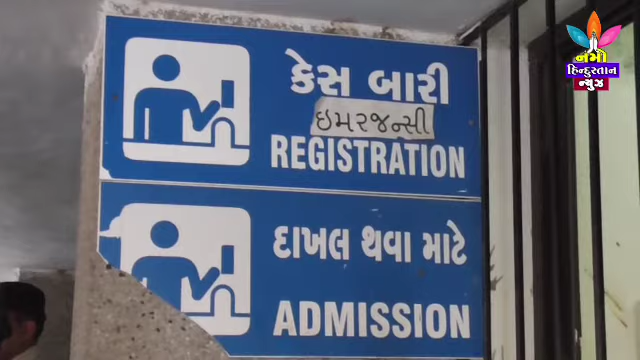 કેસ બારી
ઇમરજન્સી
REGISTRATION
દાખલ થવા માટે
ADMISSION
નમો
હિન્દુસ્તાન
ન્યુઝ